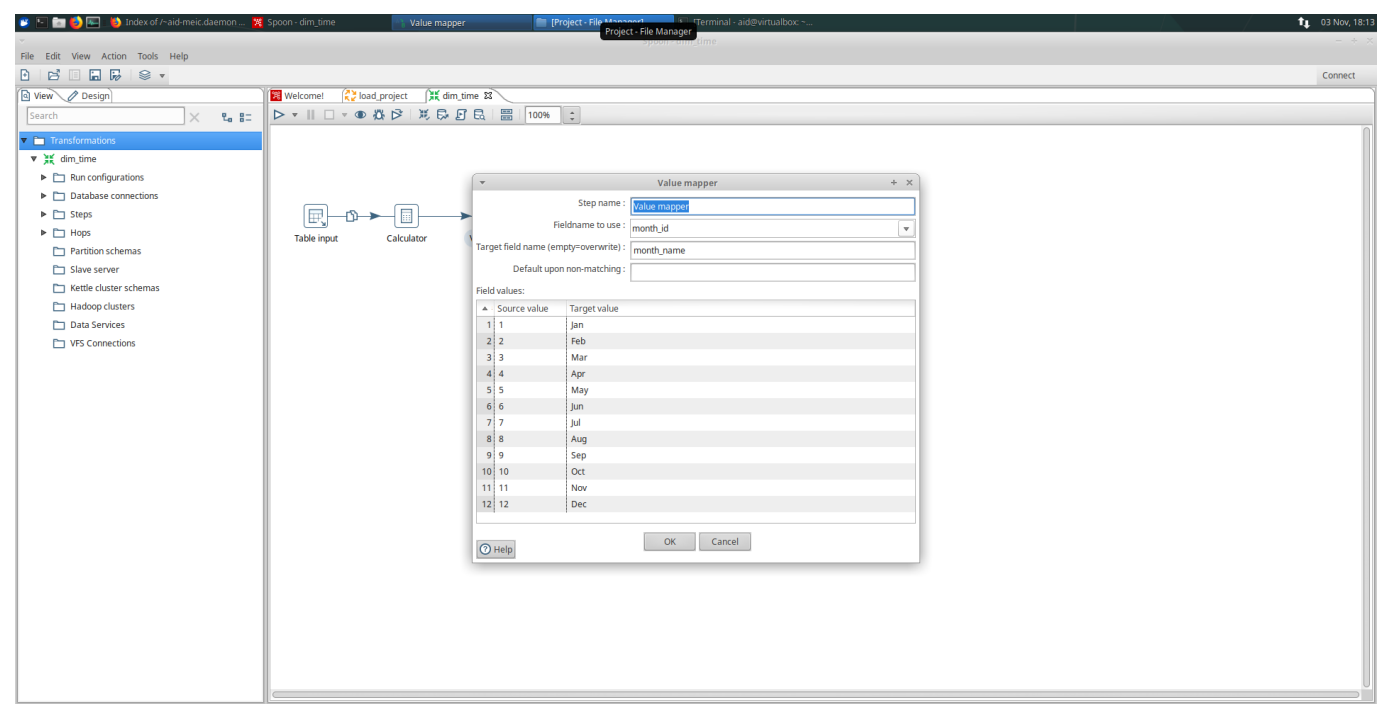 Index of /~aid-meic.daemon ...
Spoon - dim_time
Value mapper
[Project - File Manager]
[Terminal - aid@virtualbox: ~...
03 Nov, 18:13
Project - File Manager
File Edit View Action Tools Help
Connect
View Design
Welcome! load_project dim_time
Search
100%
Transformations
dim_time
Run configurations
Database connections
Steps
Hops
Partition schemas
Slave server
Kettle cluster schemas
Hadoop clusters
Data Services
VFS Connections
Table input
Calculator
Value mapper
Step name : Value mapper
Fieldname to use : month_id
Target field name (empty=overwrite) : month_name
Default upon non-matching :
Field values:
Source value Target value
1 1 Jan
2 2 Feb
3 3 Mar
4 4 Apr
5 5 May
6 6 Jun
7 7 Jul
8 8 Aug
9 9 Sep
10 10 Oct
11 11 Nov
12 12 Dec
Help
OK
Cancel